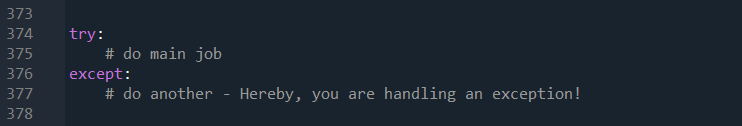 373
374 try:
375 # do main job
376 except:
377 # do another - Hereby, you are handling an exception!
378